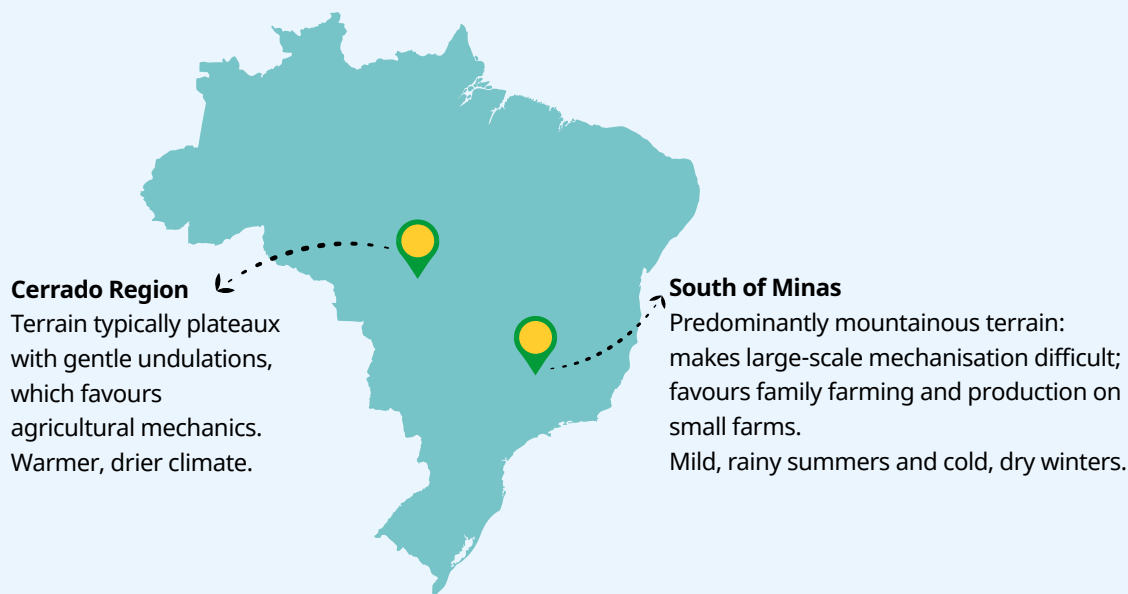 Cerrado Region
Terrain typically plateaux
with gentle undulations,
which favours
agricultural mechanics.
Warmer, drier climate.
South of Minas
Predominantly mountainous terrain:
makes large-scale mechanisation difficult;
favours family farming and production on
small farms.
Mild, rainy summers and cold, dry winters.